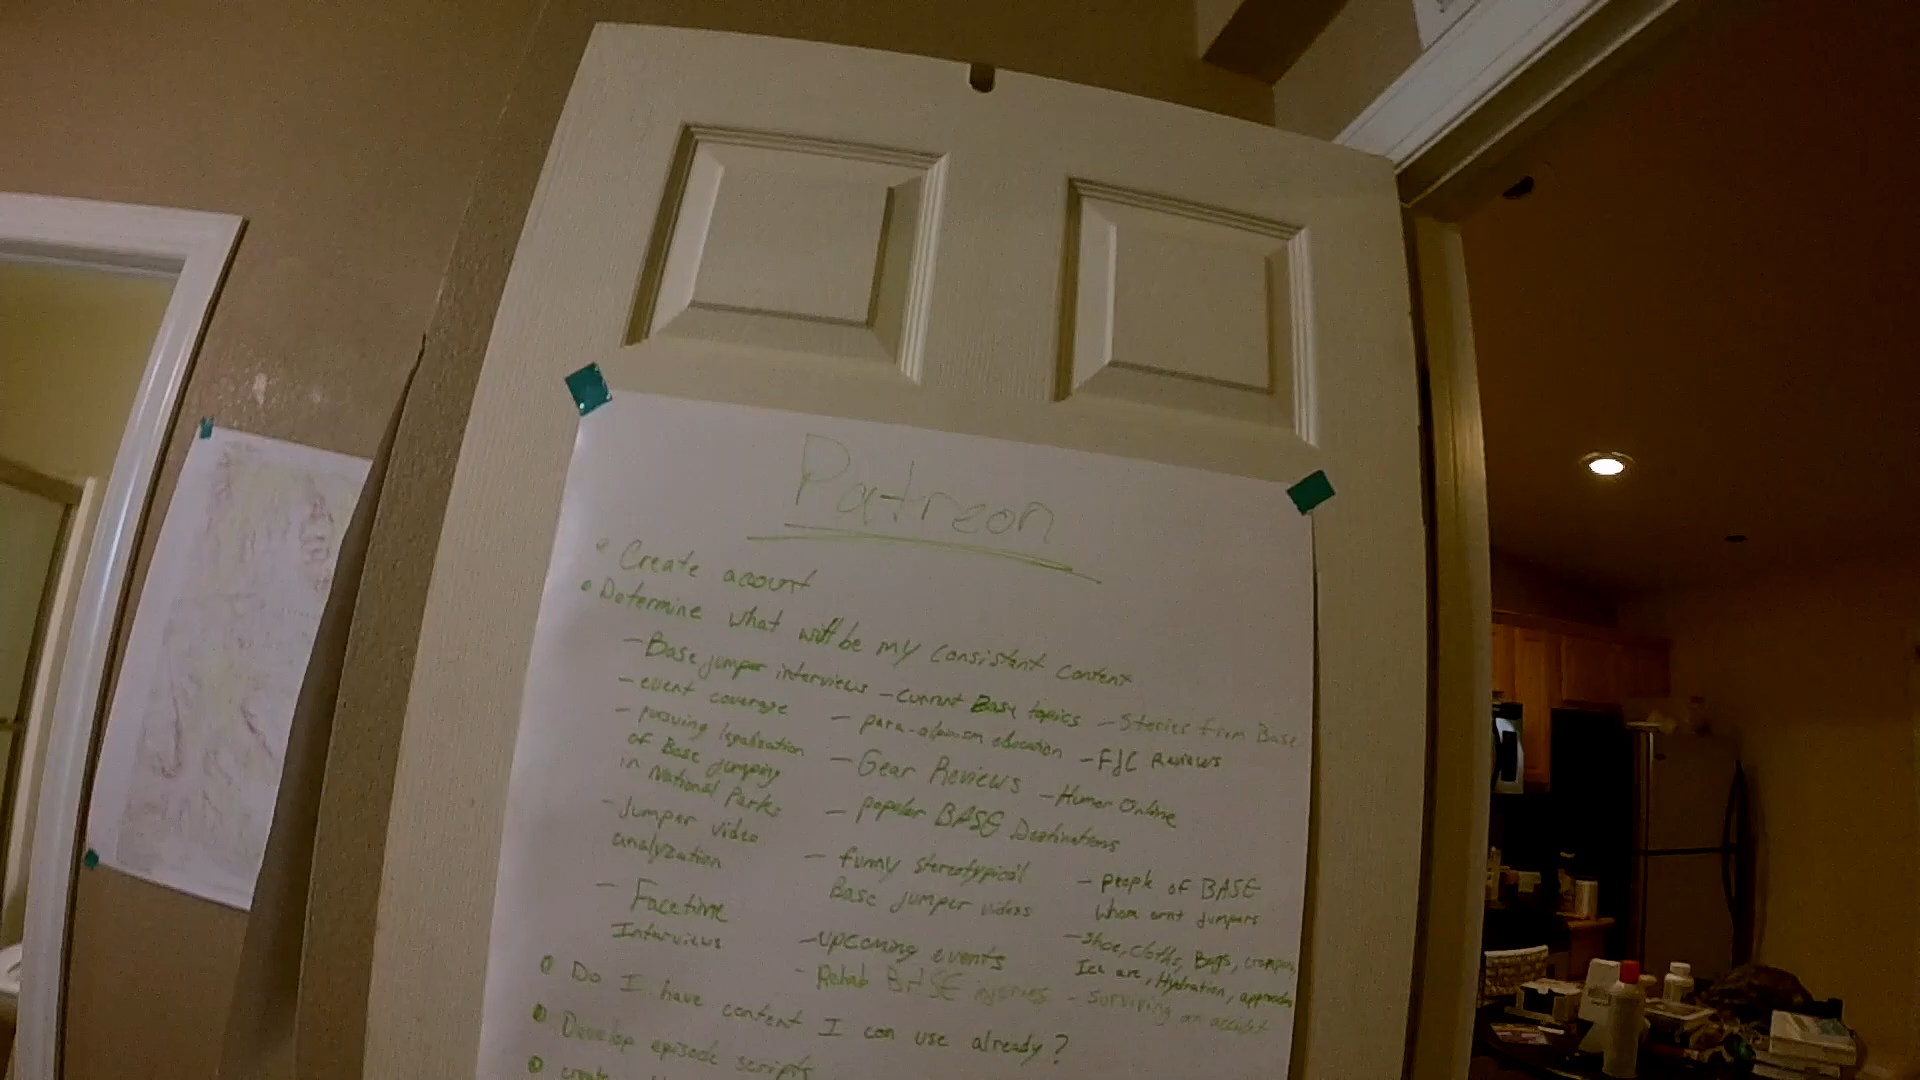 Patreon
• Create acount
• Determine what will be my consistent content
- Base jumper interviews - current Base topics - Stories from Base
- event coverage - para-alpinism education - FJC Reviews
- pursuing legalization of Base jumping in National Parks
- Gear Reviews - Humor Online
- popular BASE Destinations
- Jumper video analyzation
- funny stereotypical Base jumper videos
- people of BASE whom arnt jumpers
- Facetime Interviews
- upcoming events
- Shoe, cloths, Bags, crampons,
Ice axe, Hydration,
- Rehab BASE injuries - Surviving an accident
• Do I have content I can use already?
• Develop episode scripts
• create